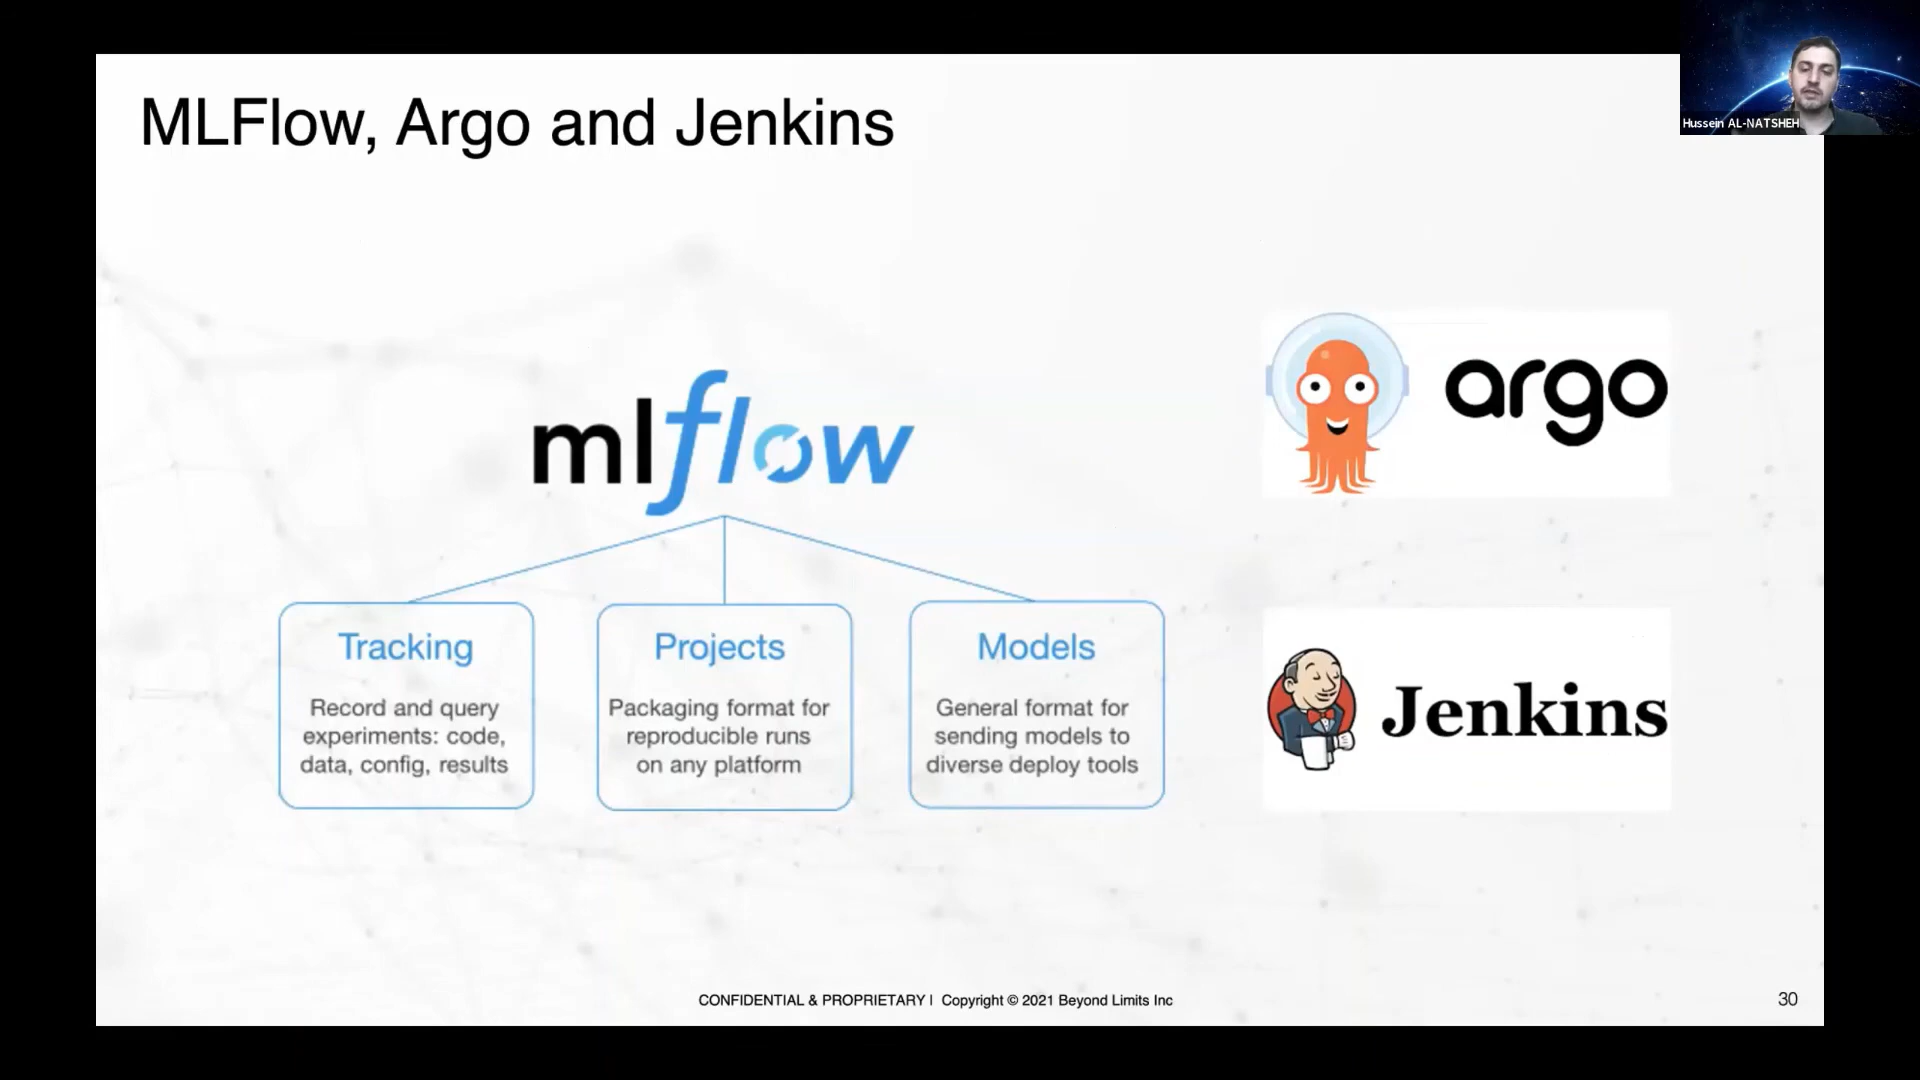 MLFlow, Argo and Jenkins
Hussein AL-NATSHEH
mlflow
argo
Tracking
Record and query
experiments: code,
data, config, results
Projects
Packaging format for
reproducible runs
on any platform
Models
General format for
sending models to
diverse deploy tools
Jenkins
CONFIDENTIAL & PROPRIETARY | Copyright © 2021 Beyond Limits Inc
30